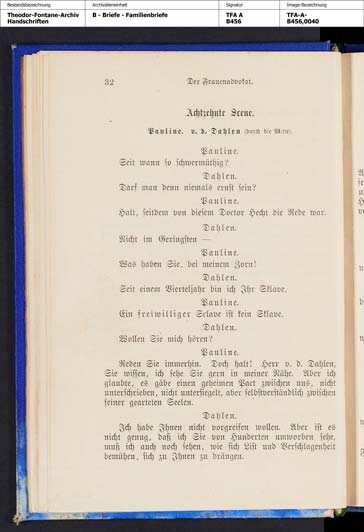 Bestandsbezeichnung
Archivalieneinheit
Signatur
Image-Bezeichnung
Theodor-Fontane-Archiv
Handschriften
B - Briefe - Familienbriefe
TFA A
B456
TFA-A-
B456,0040
32
Der Frauenadvokat.
Achtzehnte Scene.
Pauline. v. d. Dahlen (durch die Mitte).
Pauline.
Seit wann so schwermüthig?
Dahlen.
Darf man denn niemals ernst sein?
Pauline.
Halt, seitdem von diesem Doctor Hecht die Rede war.
Dahlen.
Nicht im Geringsten —
Pauline.
Was haben Sie, bei meinem Zorn!
Dahlen.
Seit einem Vierteljahr bin ich Ihr Sklave.
Pauline.
Ein freiwilliger Sclave ist kein Sklave.
Dahlen.
Wollen Sie mich hören?
Pauline.
Reden Sie immerhin. Doch halt! Herr v. d. Dahlen,
Sie wissen, ich sehe Sie gern in meiner Nähe. Aber ich
glaubte, es gäbe einen geheimen Pact zwischen uns, nicht
unterschrieben, nicht untersiegelt, aber selbstverständlich zwischen
feiner gearteten Seelen.
Dahlen.
Ich habe Ihnen nicht vorgreifen wollen. Aber ist es
nicht genug, daß ich Sie von Hunderten umworben sehe,
muß ich auch noch sehen, wie sich List und Verschlagenheit
bemühen, sich zu Ihnen zu drängen.